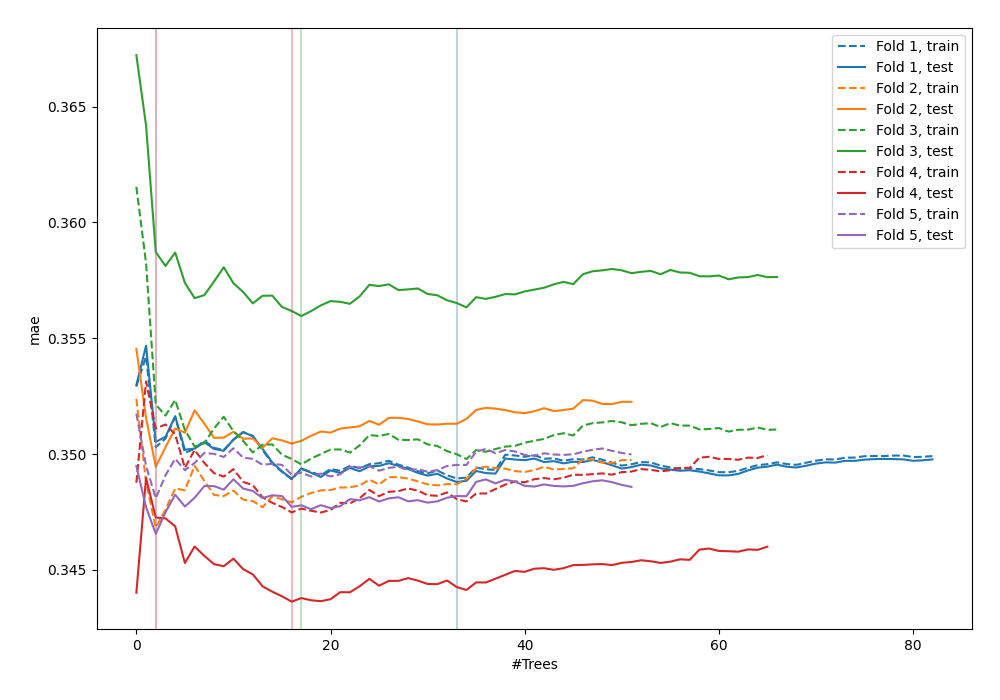 0.365
0.360
0.355
0.350
0.345
mae
0
20
40
60
80
#Trees
Fold 1, train
Fold 1, test
Fold 2, train
Fold 2, test
Fold 3, train
Fold 3, test
Fold 4, train
Fold 4, test
Fold 5, train
Fold 5, test